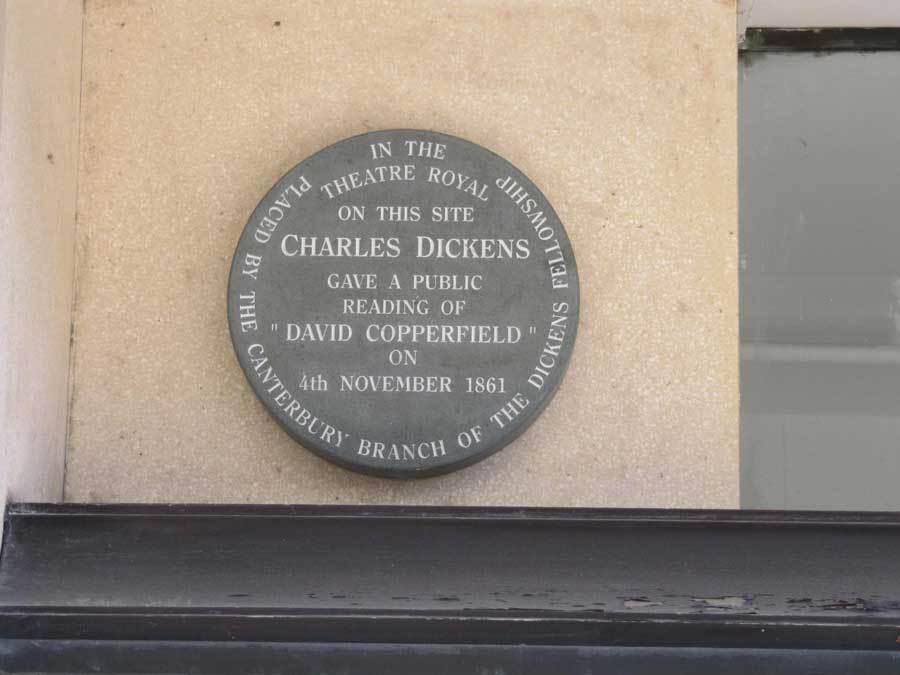 IN THE
THEATRE ROYAL
ON THIS SITE
CHARLES DICKENS
GAVE A PUBLIC
READING OF
"DAVID COPPERFIELD"
ON
4th NOVEMBER 1861
PLACED BY THE CANTERBURY BRANCH OF THE DICKENS FELLOWSHIP